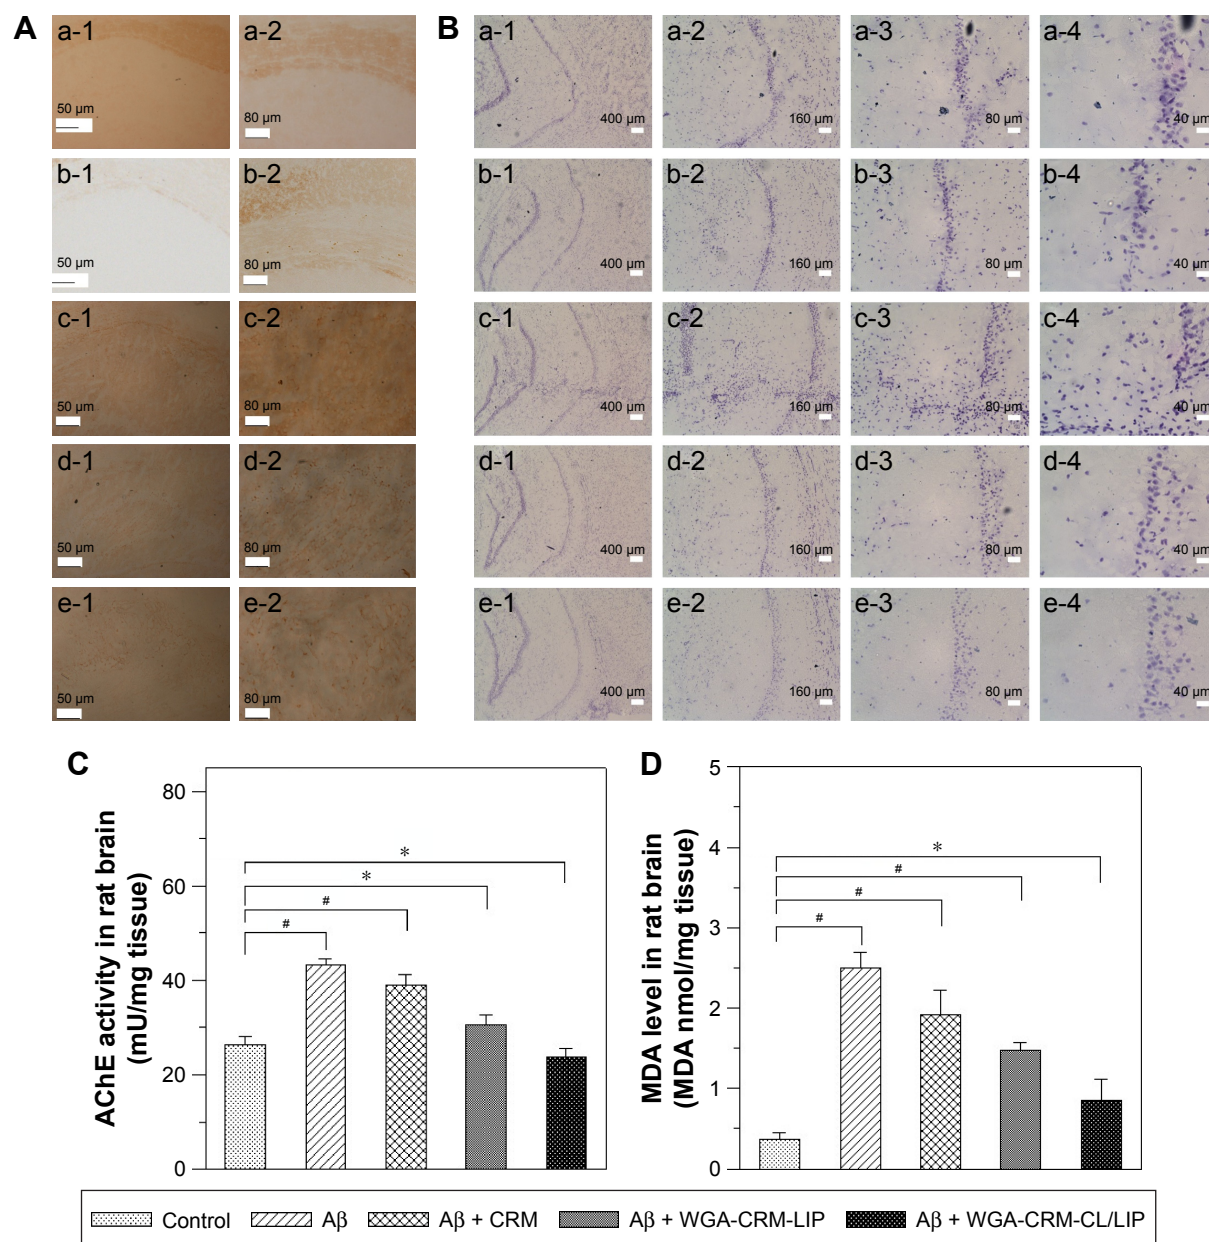 A
B
a-1
a-2
a-1
a-2
a-3
a-4
50 µm
80 µm
400 µm
160 µm
80 µm
40 µm
b-1
b-2
b-1
b-2
b-3
b-4
50 µm
80 µm
400 µm
160 µm
80 µm
40 µm
c-1
c-2
c-1
c-2
c-3
c-4
50 µm
80 µm
400 µm
160 µm
80 µm
40 µm
d-1
d-2
d-1
d-2
d-3
d-4
50 µm
80 µm
400 µm
160 µm
80 µm
40 µm
e-1
e-2
e-1
e-2
e-3
e-4
50 µm
80 µm
400 µm
160 µm
80 µm
40 µm
C
AChE activity in rat brain
(mU/mg tissue)
80
60
40
20
0
*
*
#
#
D
MDA level in rat brain
(MDA nmol/mg tissue)
5
4
3
2
1
0
*
#
#
#
Control
Aβ
Aβ + CRM
Aβ + WGA-CRM-LIP
Aβ + WGA-CRM-CL/LIP